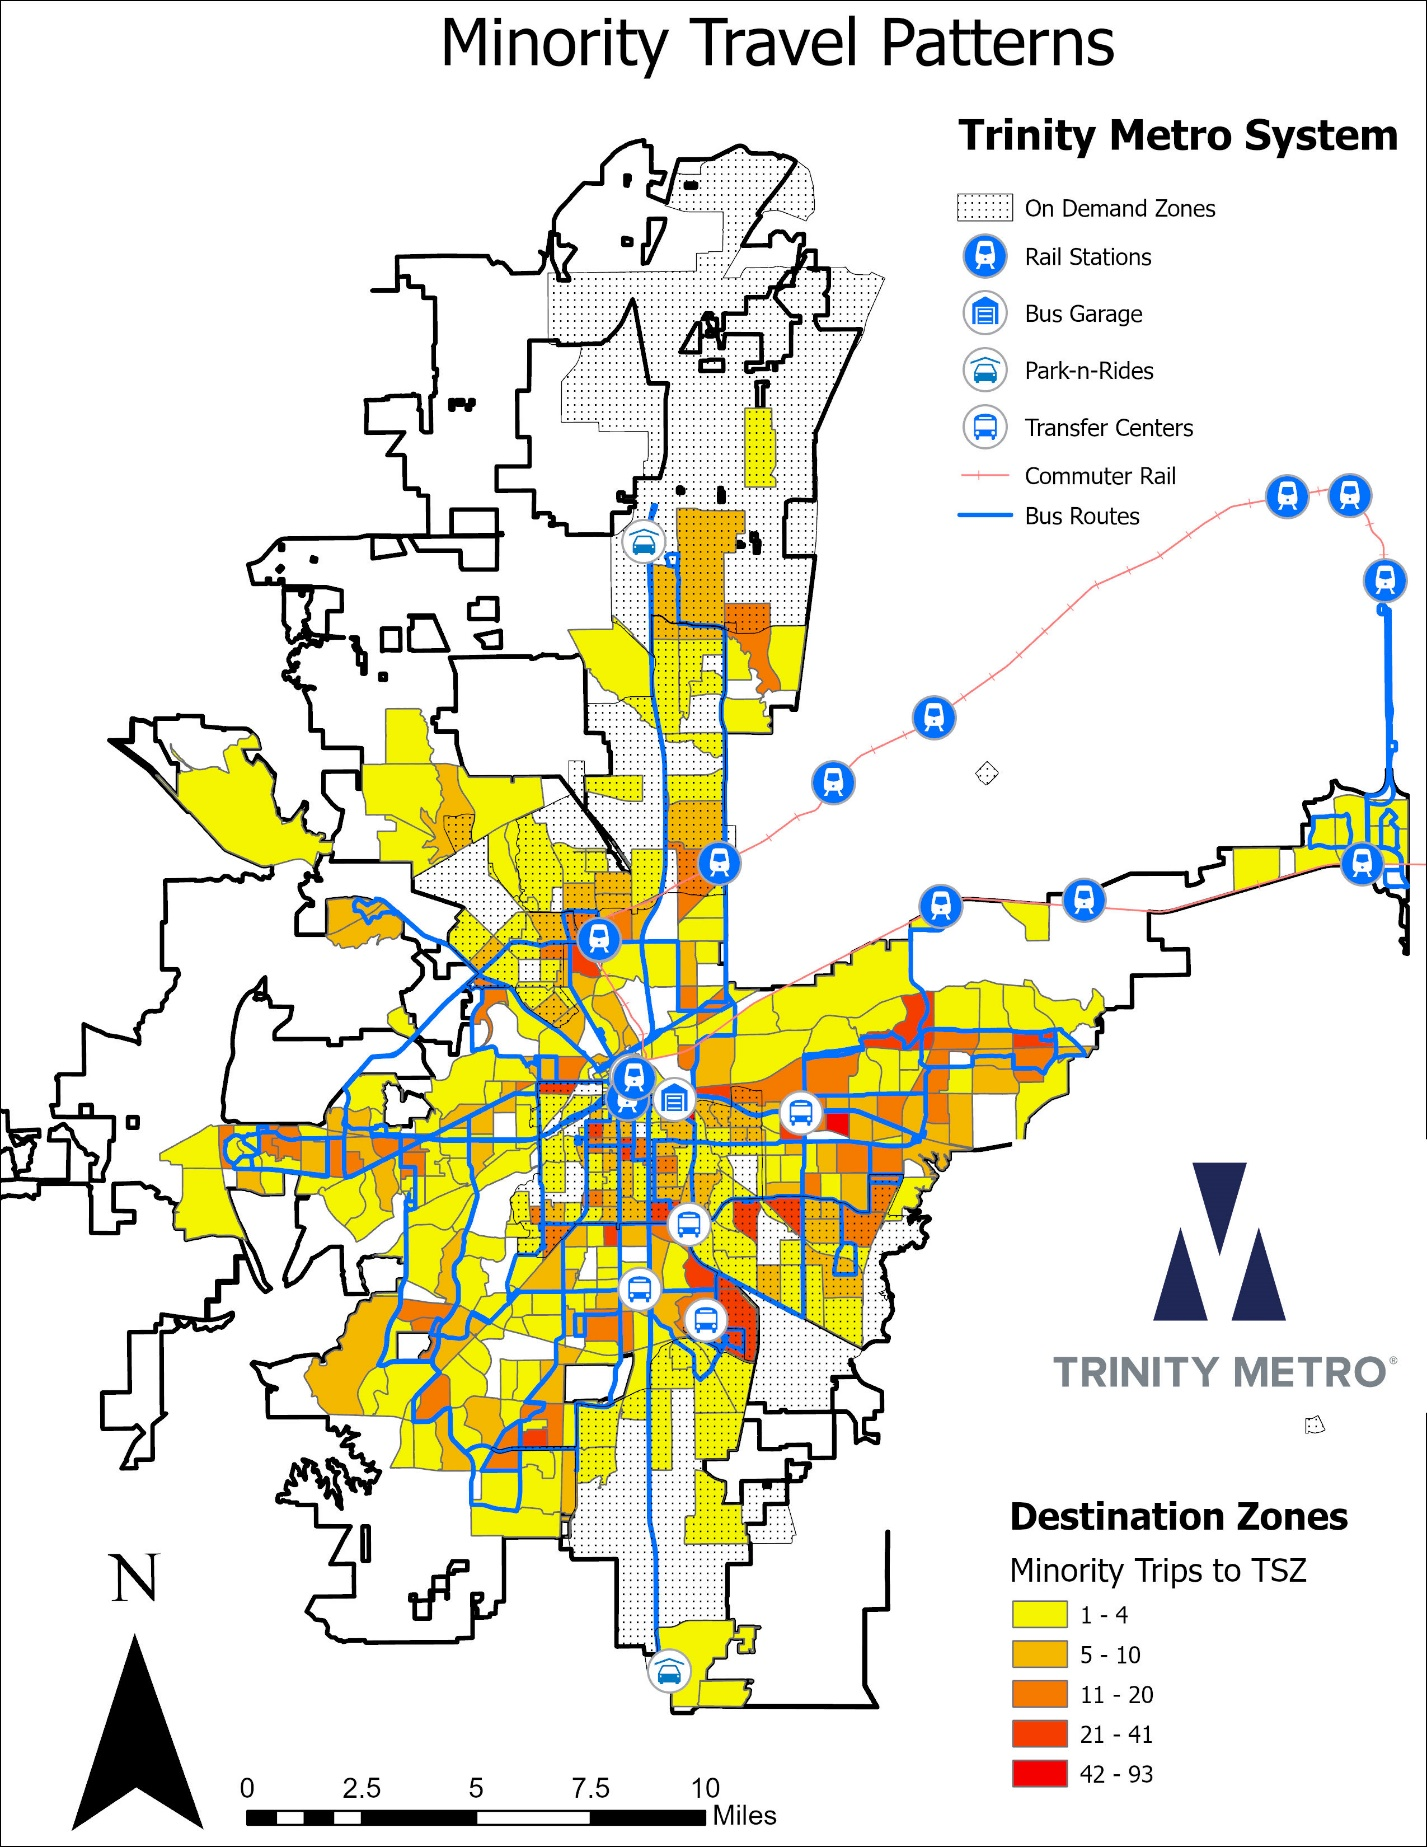 Minority Travel Patterns
Trinity Metro System
On Demand Zones
Rail Stations
Bus Garage
Park-n-Rides
Transfer Centers
Commuter Rail
Bus Routes
TRINITY METRO®
Destination Zones
Minority Trips to TSZ
1 - 4
5 - 10
11 - 20
21 - 41
42 - 93
N
0 2.5 5 7.5 10
Miles